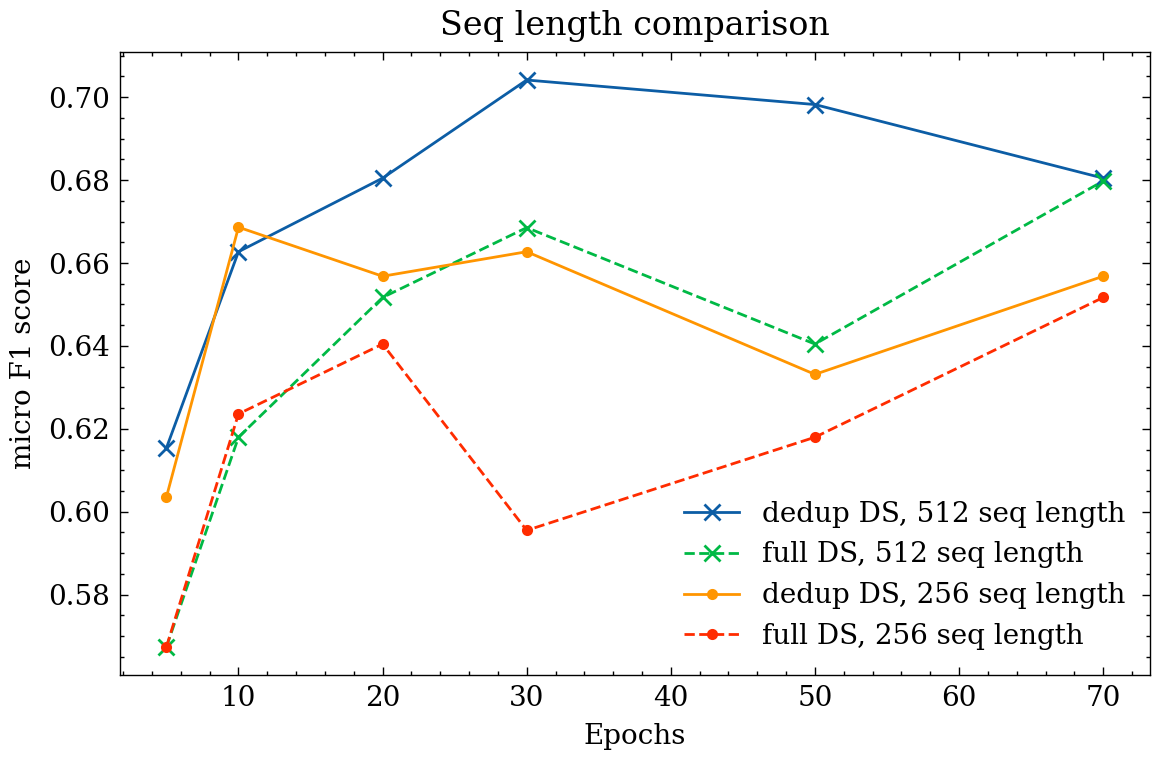 Seq length comparison
0.70
0.68
0.66
0.64
0.62
0.60
0.58
micro F1 score
dedup DS, 512 seq length
full DS, 512 seq length
dedup DS, 256 seq length
full DS, 256 seq length
10 20 30 40 50 60 70
Epochs